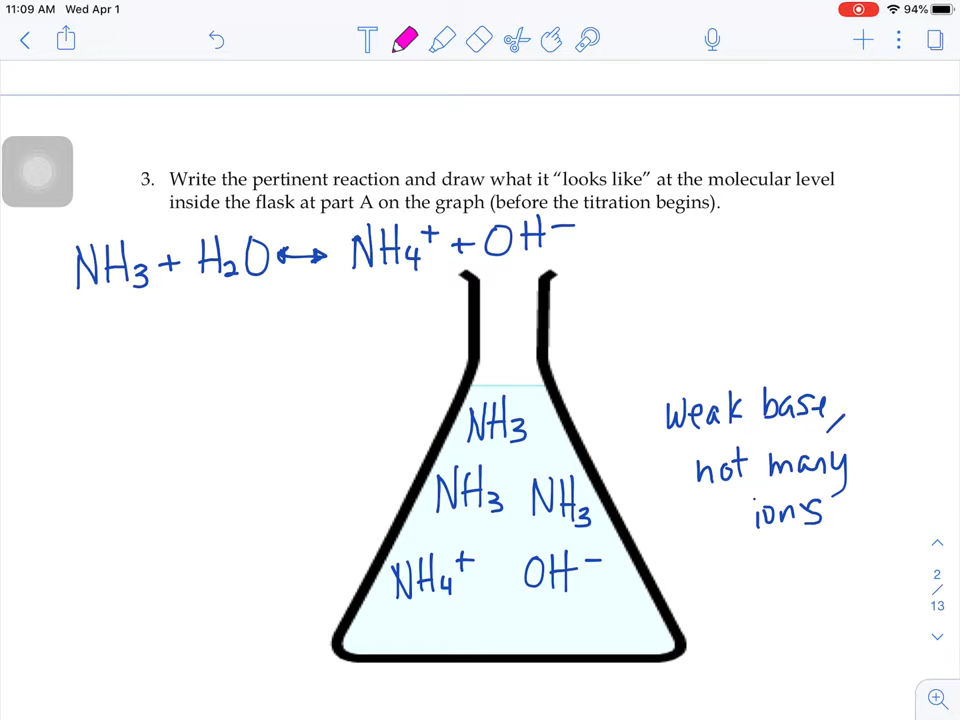 11:09 AM Wed Apr 1
94%
T
3. Write the pertinent reaction and draw what it “looks like” at the molecular level
inside the flask at part A on the graph (before the titration begins).
NH₃ + H₂O ↔ NH₄⁺ + OH⁻
NH₃
NH₃ NH₃
NH₄⁺ OH⁻
weak base,
not many
ions
2
/
13